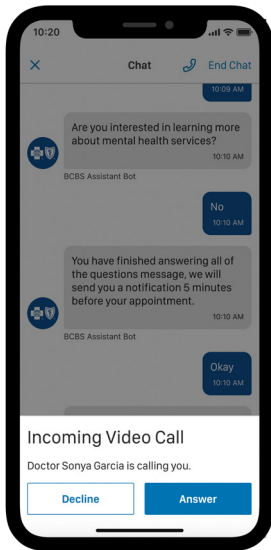 10:20
Chat
End Chat
10:09 AM
Are you interested in learning more
about mental health services?
10:10 AM
BCBS Assistant Bot
No
10:10 AM
You have finished answering all of
the questions message, we will
send you a notification 5 minutes
before your appointment.
10:10 AM
BCBS Assistant Bot
Okay
10:10 AM
Incoming Video Call
Doctor Sonya Garcia is calling you.
Decline
Answer